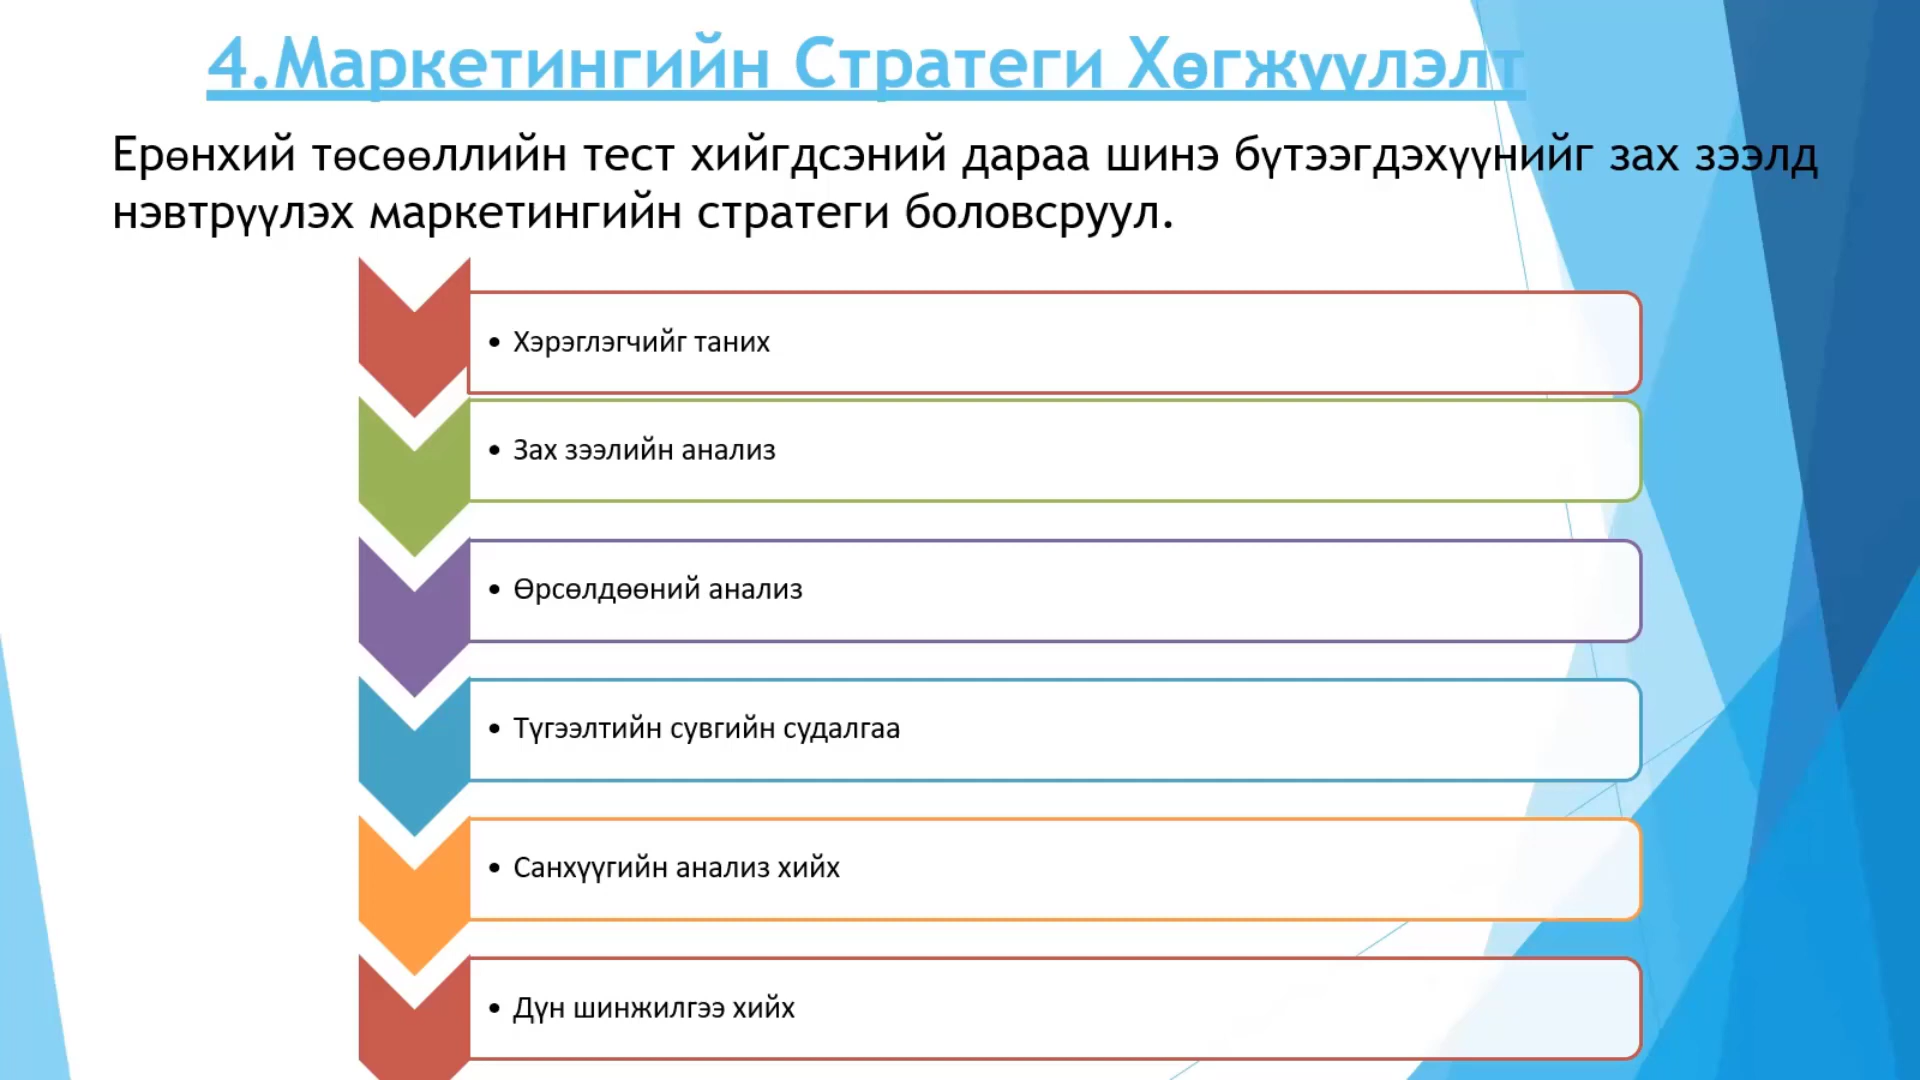 4.Маркетингийн Стратеги Хөгжүүлэлт
Ерөнхий төсөөллийн тест хийгдсэний дараа шинэ бүтээгдэхүүнийг зах зээлд
нэвтрүүлэх маркетингийн стратеги боловсруул.
• Хэрэглэгчийг таних
• Зах зээлийн анализ
• Өрсөлдөөний анализ
• Түгээлтийн сувгийн судалгаа
• Санхүүгийн анализ хийх
• Дүн шинжилгээ хийх